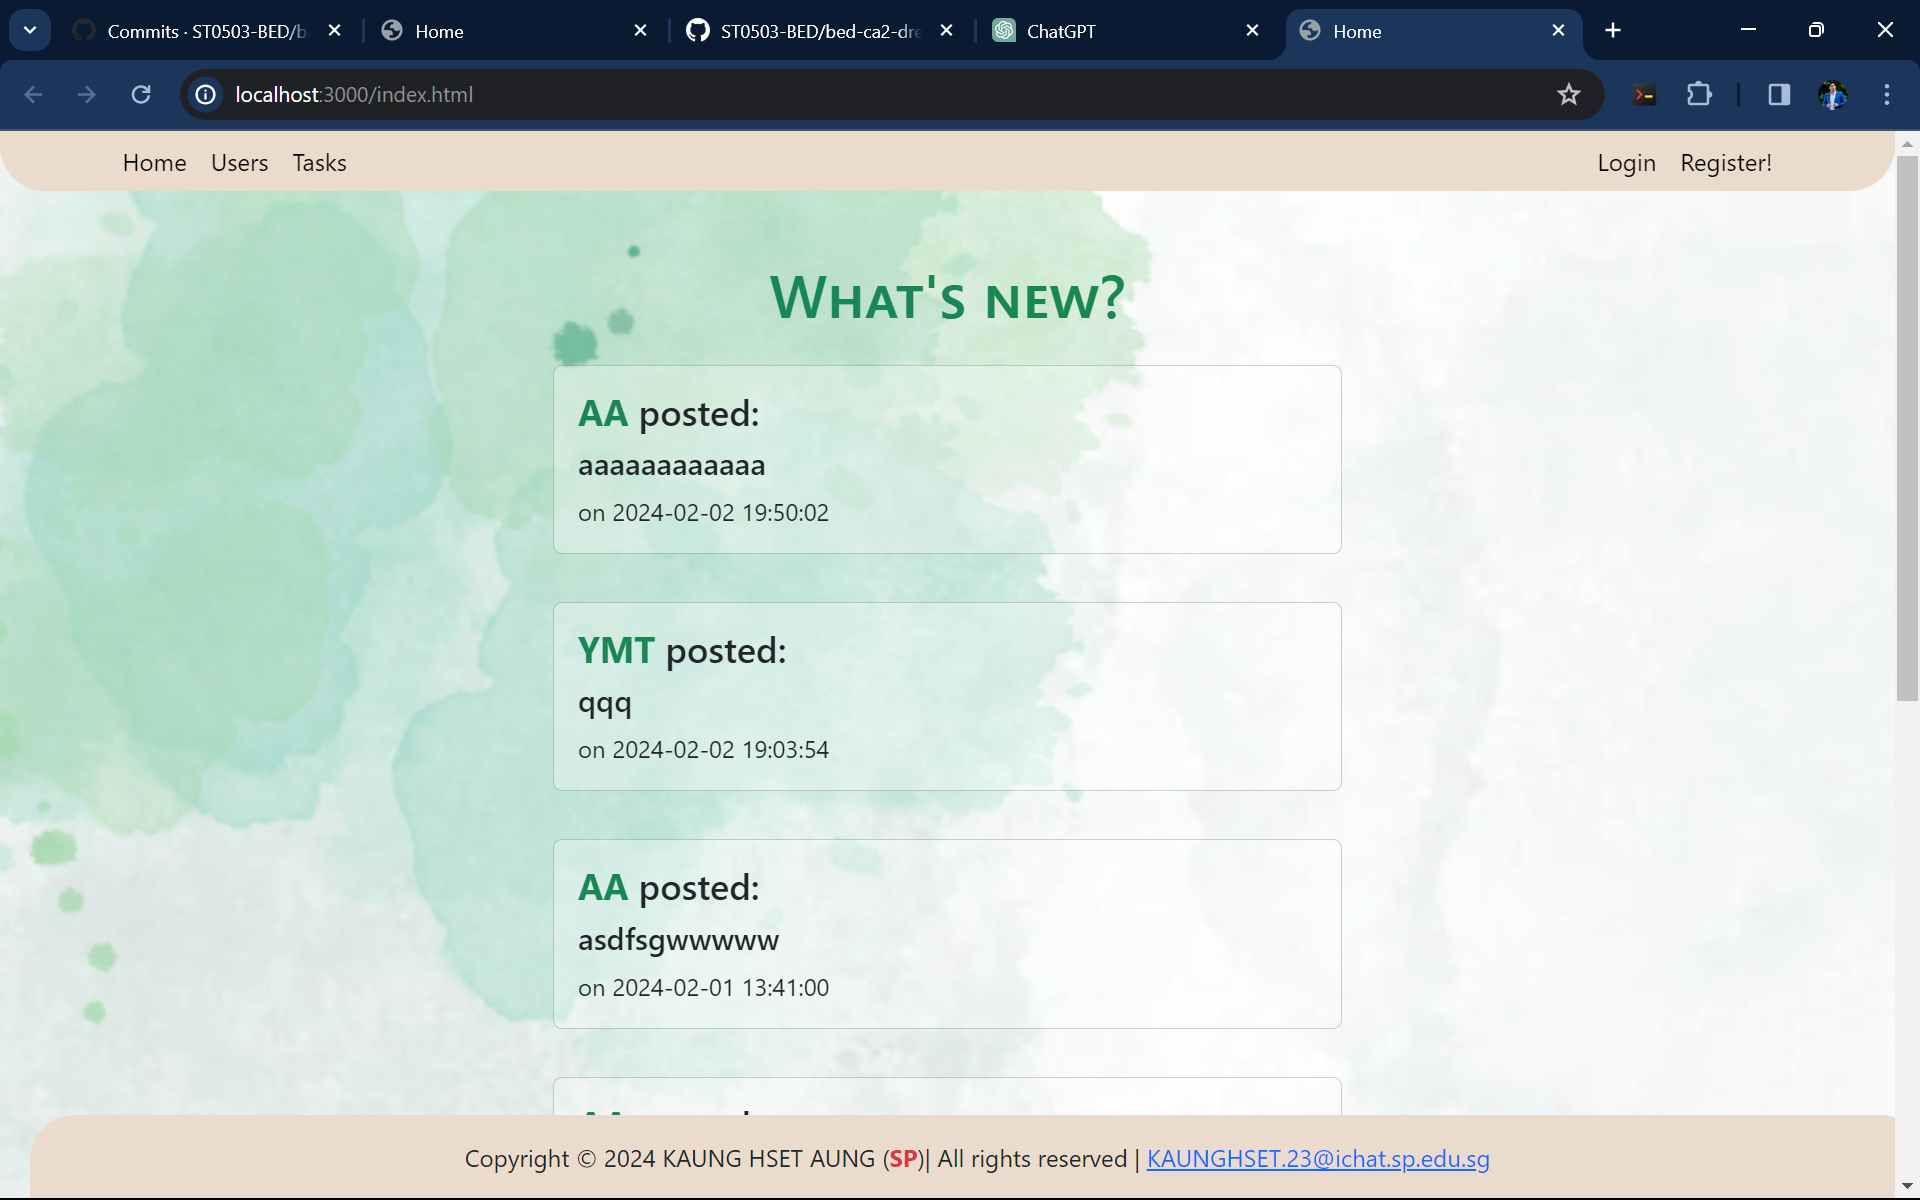 Commits · ST0503-BED/b
Home
ST0503-BED/bed-ca2-dre
ChatGPT
Home
localhost:3000/index.html
Home Users Tasks Login Register!
What's new?
AA posted:
aaaaaaaaaaaa
on 2024-02-02 19:50:02
YMT posted:
qqq
on 2024-02-02 19:03:54
AA posted:
asdfsgwwwww
on 2024-02-01 13:41:00
Copyright © 2024 KAUNG HSET AUNG (SP)| All rights reserved | KAUNGHSET.23@ichat.sp.edu.sg